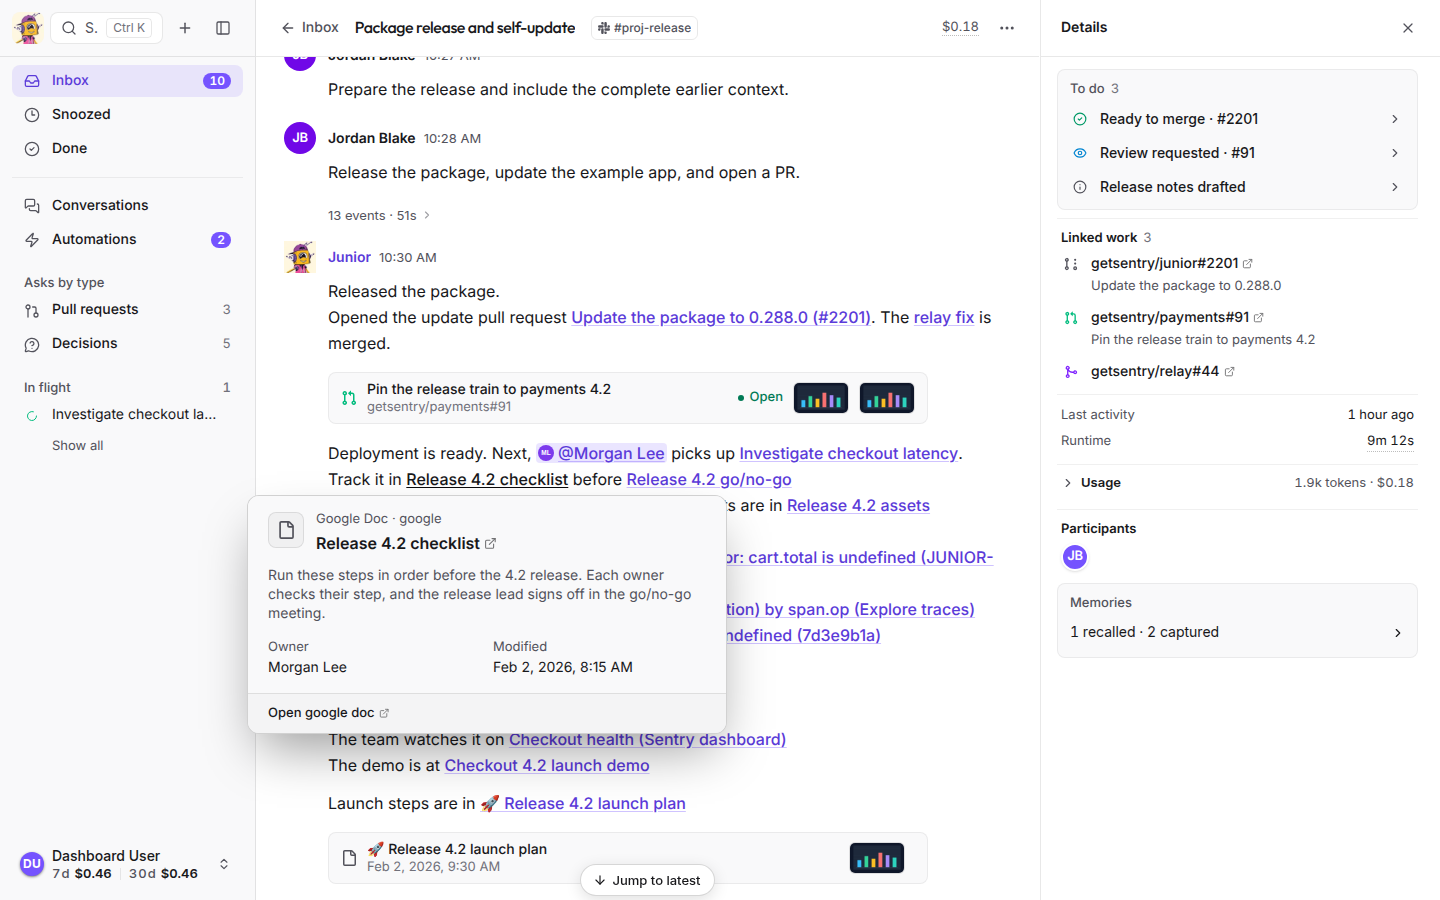 S.
Ctrl K
Inbox
10
Snoozed
Done
Conversations
Automations
2
Asks by type
Pull requests
3
Decisions
5
In flight
1
Investigate checkout la...
Show all
DU
Dashboard User
7d $0.46
30d $0.46
Inbox
Package release and self-update
#proj-release
$0.18
Jordan Blake 10:27 AM
Prepare the release and include the complete earlier context.
JB
Jordan Blake 10:28 AM
Release the package, update the example app, and open a PR.
13 events · 51s
Junior 10:30 AM
Released the package.
Opened the update pull request Update the package to 0.288.0 (#2201). The relay fix is
merged.
Pin the release train to payments 4.2
getsentry/payments#91
Open
Deployment is ready. Next, ML @Morgan Lee picks up Investigate checkout latency.
Track it in Release 4.2 checklist before Release 4.2 go/no-go
ts are in Release 4.2 assets
Google Doc · google
Release 4.2 checklist
Run these steps in order before the 4.2 release. Each owner
checks their step, and the release lead signs off in the go/no-go
meeting.
Owner
Modified
Morgan Lee
Feb 2, 2026, 8:15 AM
Open google doc
or: cart.total is undefined (JUNIOR-
tion) by span.op (Explore traces)
ndefined (7d3e9b1a)
The team watches it on Checkout health (Sentry dashboard)
The demo is at Checkout 4.2 launch demo
Launch steps are in 🚀 Release 4.2 launch plan
🚀 Release 4.2 launch plan
Feb 2, 2026, 9:30 AM
Jump to latest
Details
To do 3
Ready to merge · #2201
Review requested · #91
Release notes drafted
Linked work 3
getsentry/junior#2201
Update the package to 0.288.0
getsentry/payments#91
Pin the release train to payments 4.2
getsentry/relay#44
Last activity
1 hour ago
Runtime
9m 12s
Usage
1.9k tokens · $0.18
Participants
JB
Memories
1 recalled · 2 captured